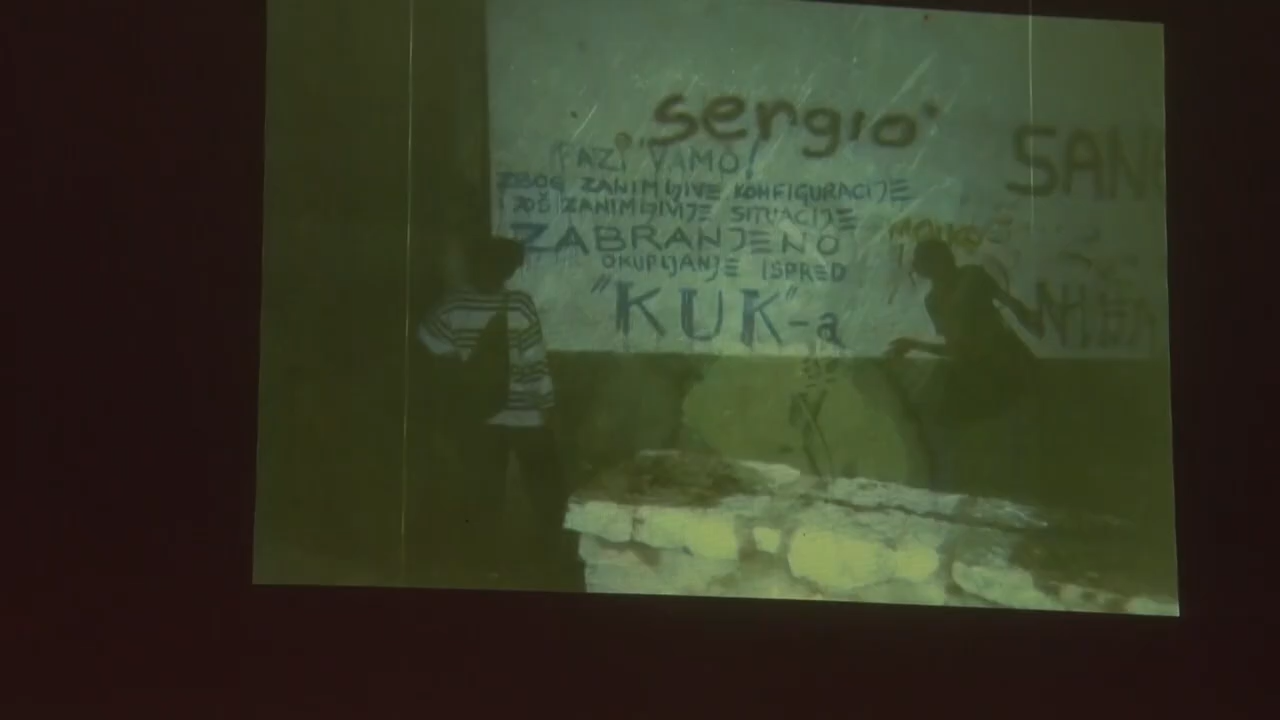 "sergio"
PAZI VAMO!
ZBOG ZANIMLJIVE KONFIGURACIJE
JOŠ ZANIMLJIVIJE SITUACIJE
ZABRANJENO
OKUPLJANJE ISPRED
"KUK"-a
SAN